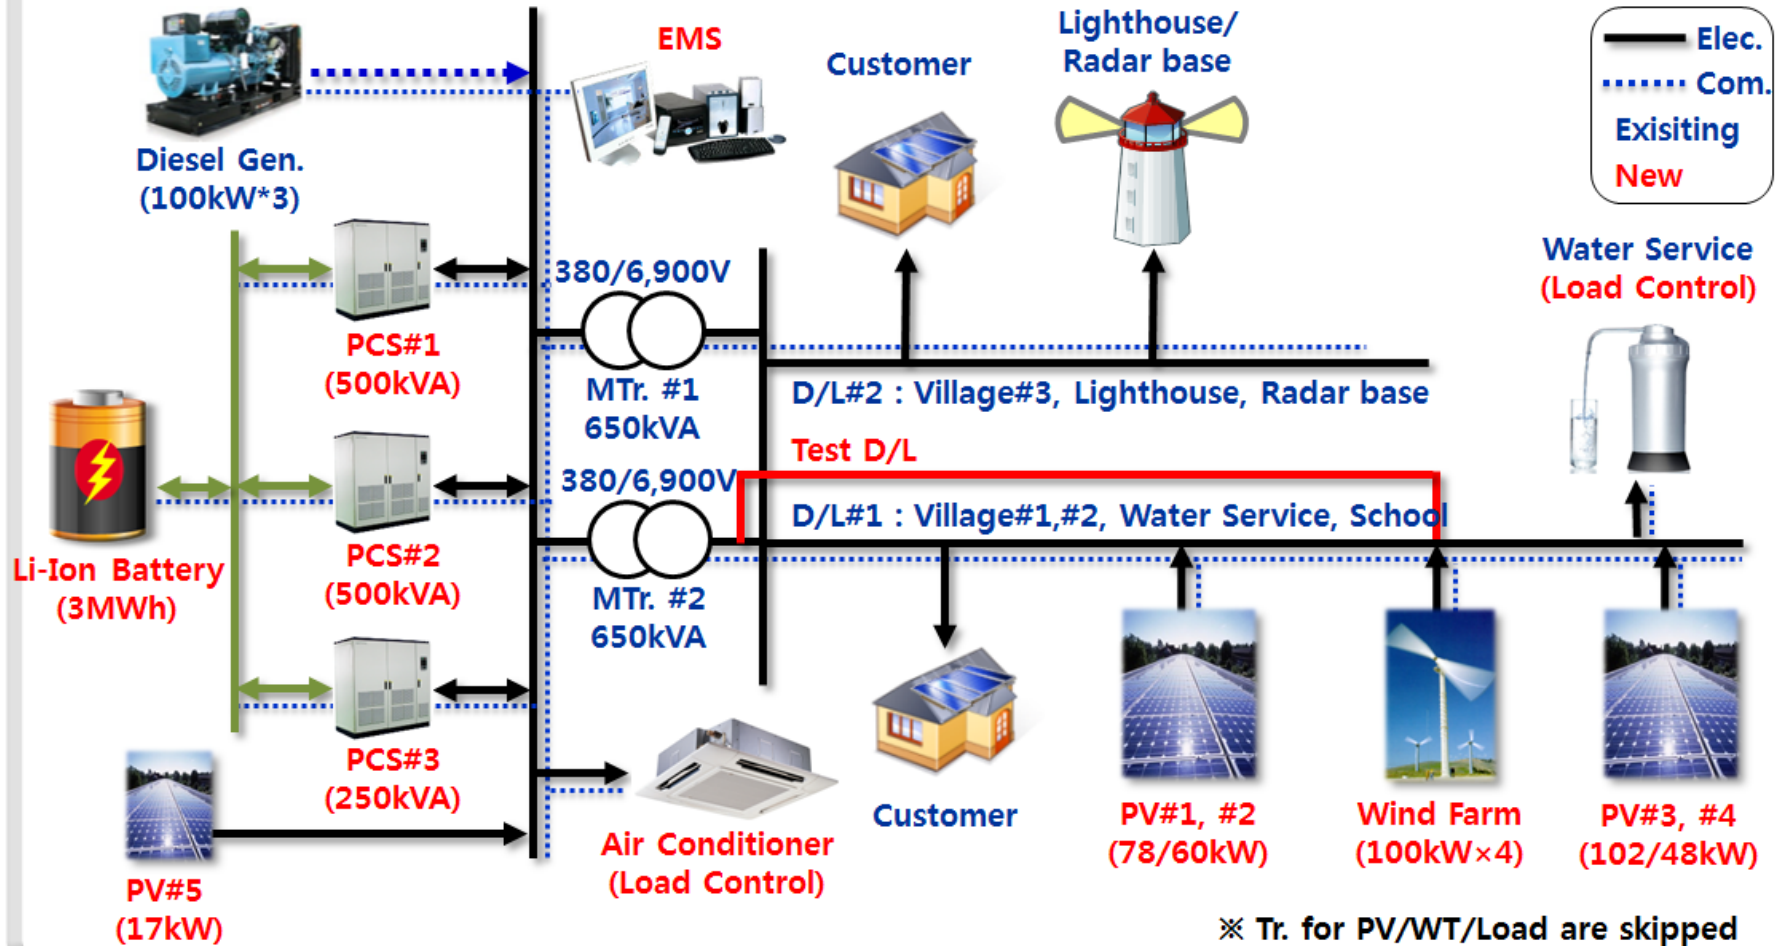 EMS
Customer
Lighthouse/
Radar base
Elec.
Com.
Exisiting
New
Diesel Gen.
(100kW*3)
Water Service
(Load Control)
380/6,900V
PCS#1
(500kVA)
MTr. #1
650kVA
D/L#2 : Village#3, Lighthouse, Radar base
Test D/L
380/6,900V
D/L#1 : Village#1,#2, Water Service, School
Li-Ion Battery
(3MWh)
PCS#2
(500kVA)
MTr. #2
650kVA
PCS#3
(250kVA)
Air Conditioner
(Load Control)
Customer
PV#1, #2
(78/60kW)
Wind Farm
(100kW×4)
PV#3, #4
(102/48kW)
PV#5
(17kW)
※ Tr. for PV/WT/Load are skipped